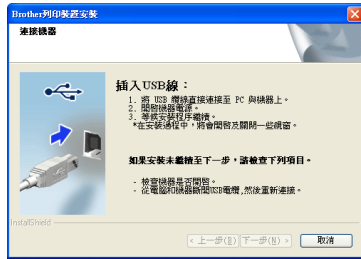 Brother列印裝置安裝
連接機器
插入USB線：
1. 將 USB 纜線直接連接至 PC 與機器上。
2. 開啟機器電源。
3. 等候安裝程序繼續。
*在安裝過程中，將會開啟及關閉一些視窗。
如果安裝未繼續至下一步，請檢查下列項目。
- 檢查機器是否開啟。
- 從電腦和機器斷開USB電纜,然後重新連接。
InstallShield
< 上一步(B) 下一步(N) > 取消